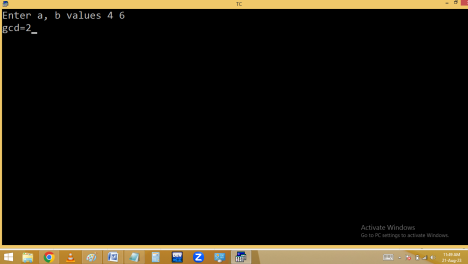 TC
Enter a, b values 4 6
gcd=2_
Activate Windows
Go to PC settings to activate Windows.